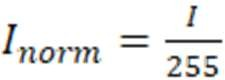 I_norm = I/255